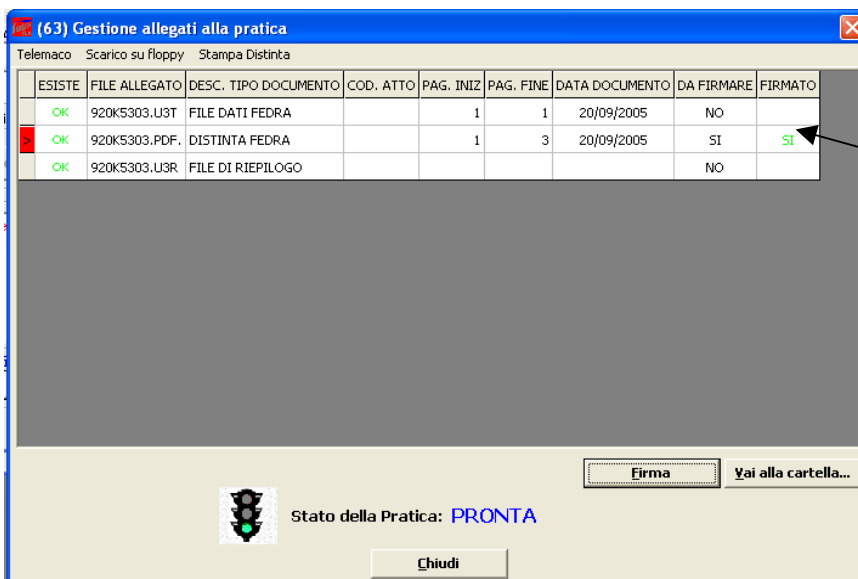 (63) Gestione allegati alla pratica
Telemaco Scarico su floppy Stampa Distinta
ESISTE FILE ALLEGATO DESC. TIPO DOCUMENTO COD. ATTO PAG. INIZ PAG. FINE DATA DOCUMENTO DA FIRMARE FIRMATO
OK 920K5303.U3T FILE DATI FEDRA 1 1 20/09/2005 NO
> OK 920K5303.PDF. DISTINTA FEDRA 1 3 20/09/2005 SI SI
OK 920K5303.U3R FILE DI RIEPILOGO NO
Firma Vai alla cartella...
Stato della Pratica: PRONTA
Chiudi